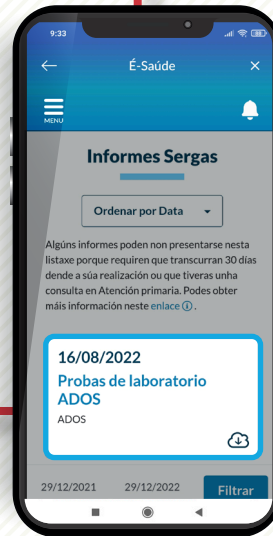 9:33
É-Saúde
MENU
Informes Sergas
Ordenar por Data
Algúns informes poden non presentarse nesta
listaxe porque requiren que transcurran 30 días
dende a súa realización ou que tiveras unha
consulta en Atención primaria. Podes obter
máis información neste enlace
16/08/2022
Probas de laboratorio
ADOS
ADOS
29/12/2021 29/12/2022 Filtrar